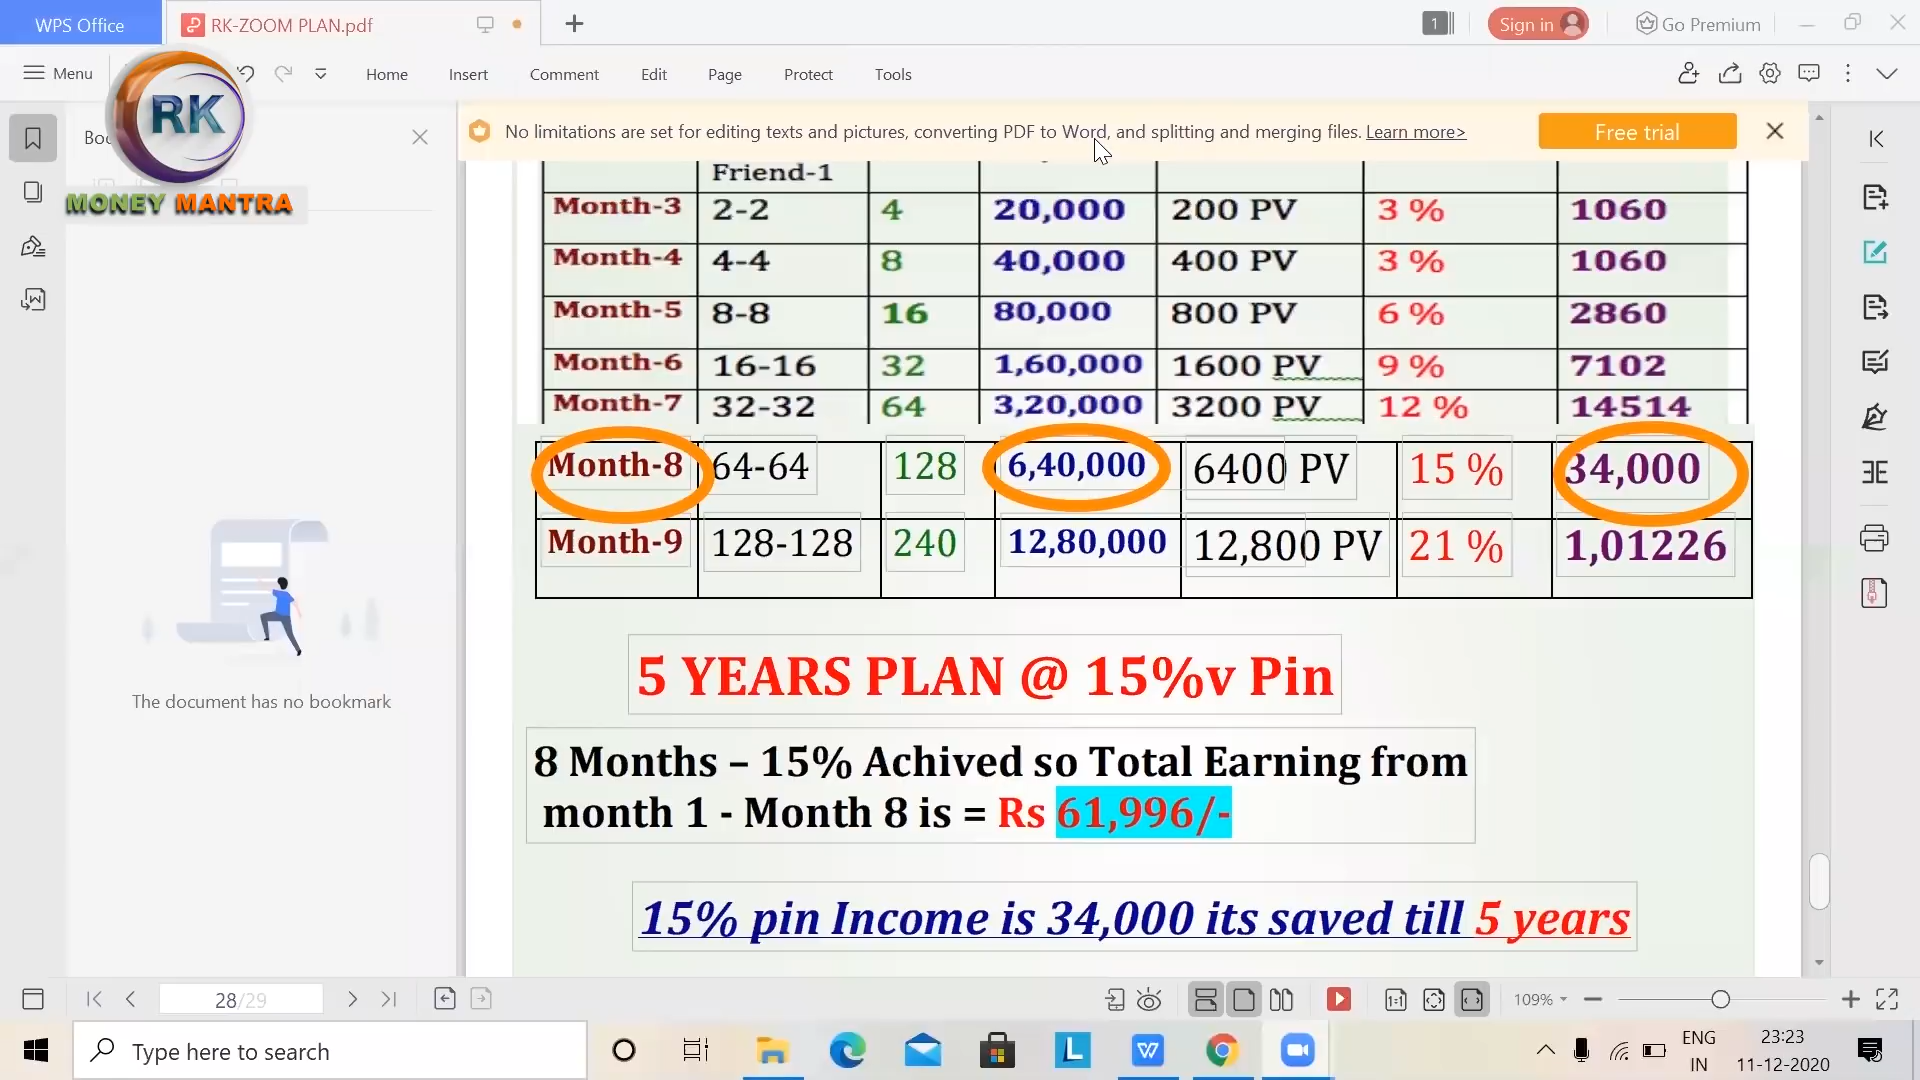 WPS Office
RK-ZOOM PLAN.pdf
1
Sign in
Go Premium
Menu
Home
Insert
Comment
Edit
Page
Protect
Tools
RK
MONEY MANTRA
No limitations are set for editing texts and pictures, converting PDF to Word, and splitting and merging files. Learn more>
Free trial
Friend-1
Month-3 2-2 4 20,000 200 PV 3 % 1060
Month-4 4-4 8 40,000 400 PV 3 % 1060
Month-5 8-8 16 80,000 800 PV 6 % 2860
Month-6 16-16 32 1,60,000 1600 PV 9 % 7102
Month-7 32-32 64 3,20,000 3200 PV 12 % 14514
Month-8 64-64 128 6,40,000 6400 PV 15 % 34,000
Month-9 128-128 240 12,80,000 12,800 PV 21 % 1,01226
The document has no bookmark
5 YEARS PLAN @ 15%v Pin
8 Months – 15% Achived so Total Earning from
month 1 - Month 8 is = Rs 61,996/-
15% pin Income is 34,000 its saved till 5 years
28/29
109%
Type here to search
ENG
IN
23:23
11-12-2020